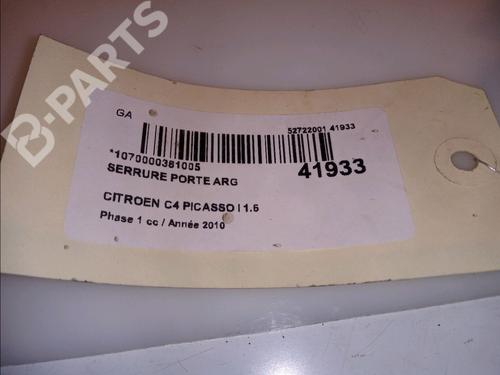 B-PARTS
GA
52722001 41933
*1070000381005
41933
SERRURE PORTE ARG
CITROEN C4 PICASSO I 1.6
Phase 1 cc / Année 2010